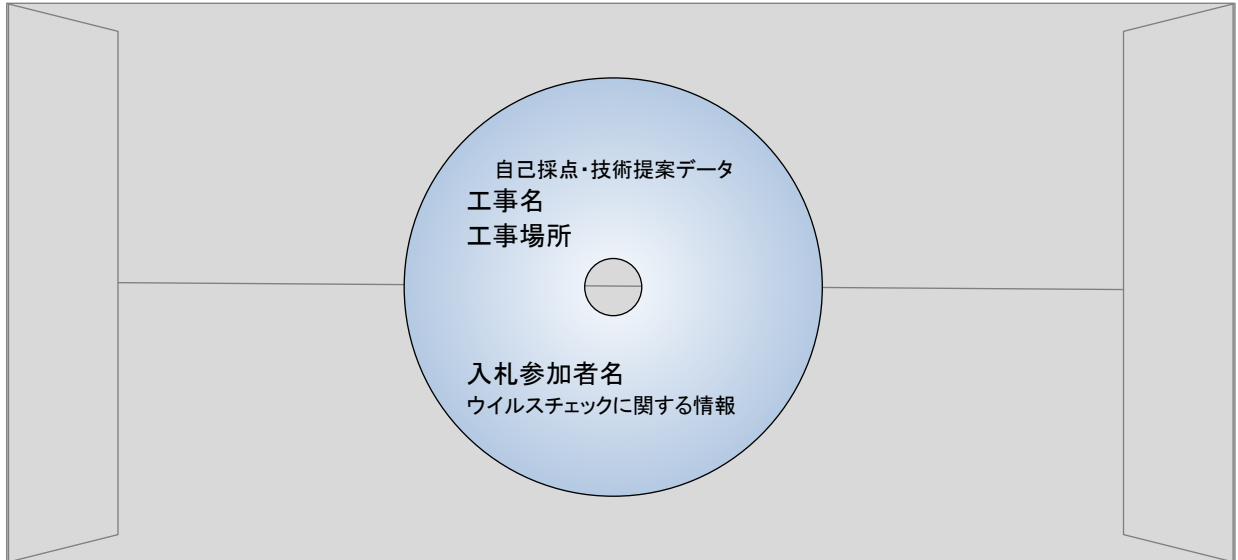 自己採点・技術提案データ
工事名
工事場所
入札参加者名
ウイルスチェックに関する情報